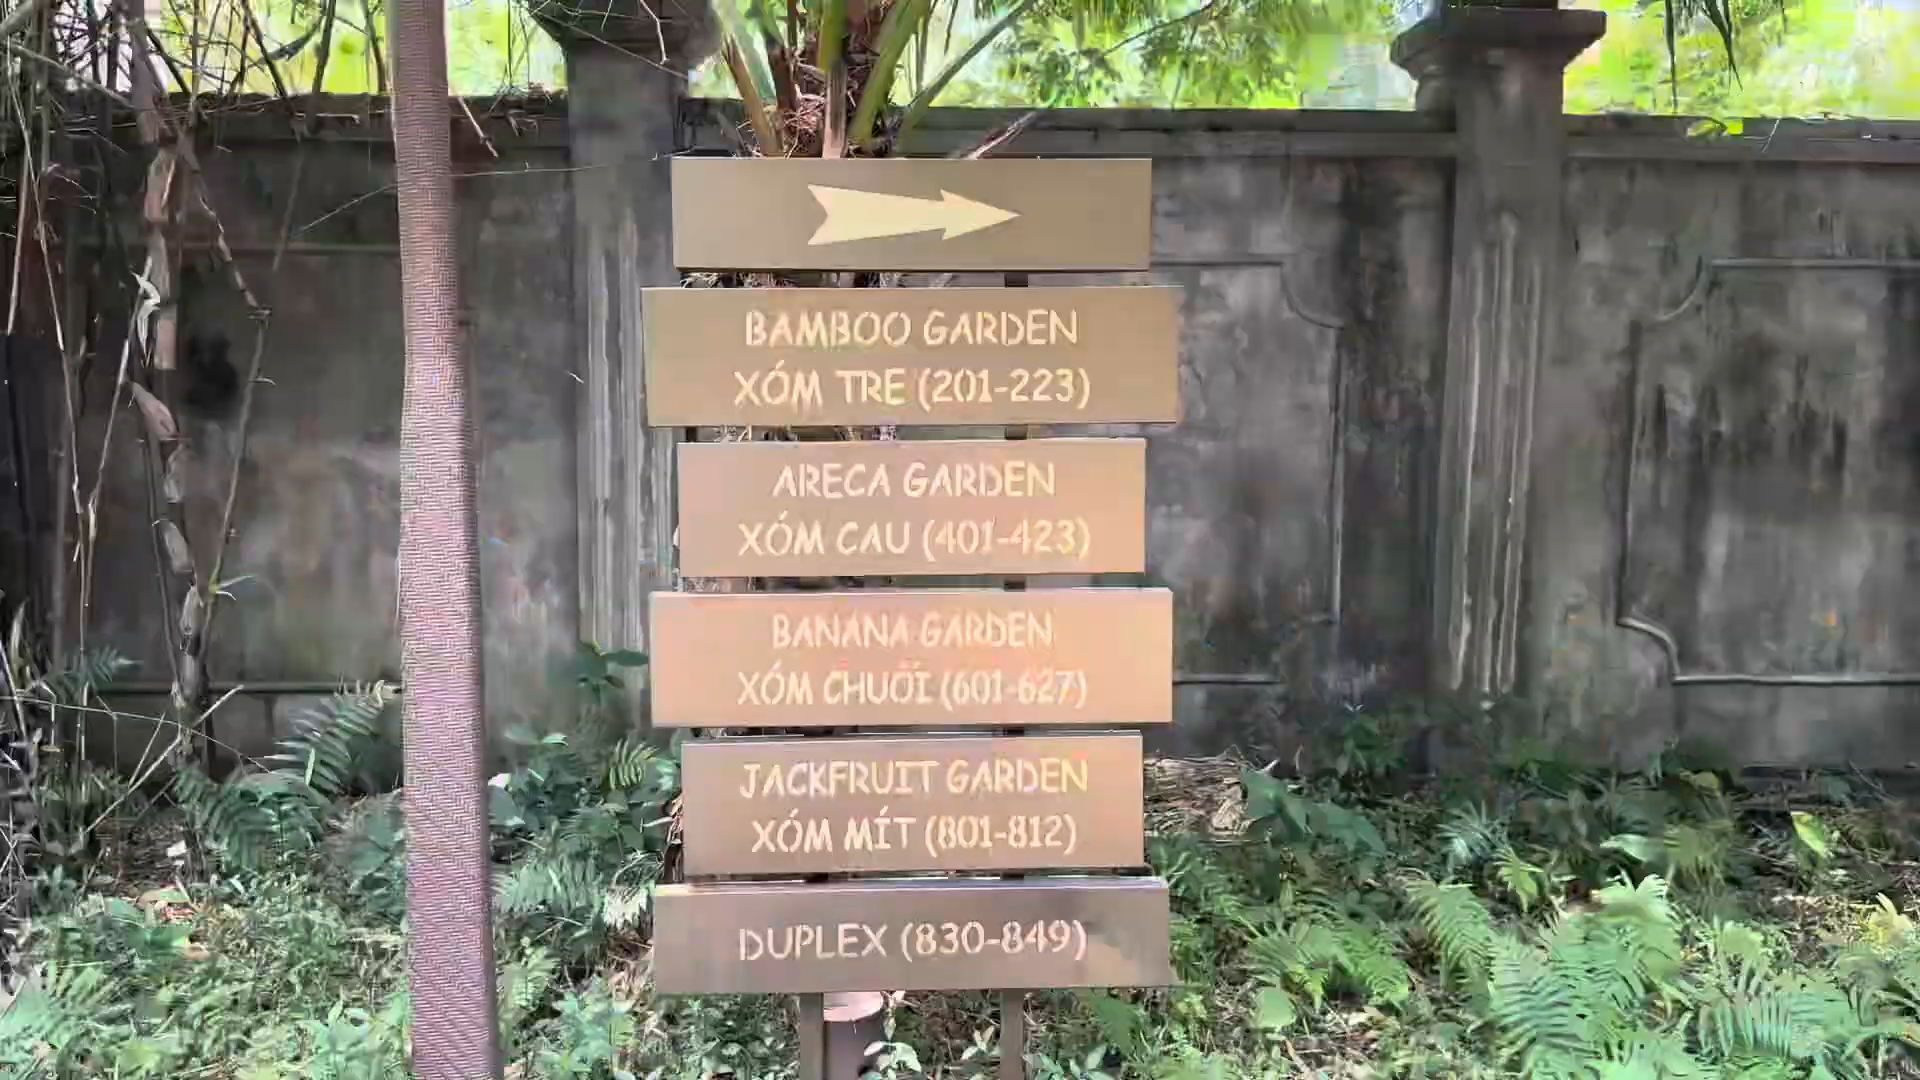 BAMBOO GARDEN
XÓM TRE (201-223)
ARECA GARDEN
XÓM CAU (401-423)
BANANA GARDEN
XÓM CHUỐI (601-627)
JACKFRUIT GARDEN
XÓM MÍT (801-812)
DUPLEX (830-849)